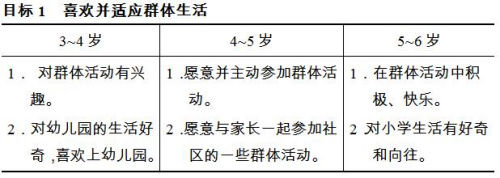 目标 1 喜欢并适应群体生活
3~4 岁 4~5 岁 5~6 岁
1． 对群体活动有兴趣。
2．对幼儿园的生活好奇 ,喜欢上幼儿园。
1 .愿意并主动参加群体活动。
2 .愿意与家长一起参加社区的一些群体活动。
1 .在群体活动中积极、快乐。
2 .对小学生活有好奇和向往。